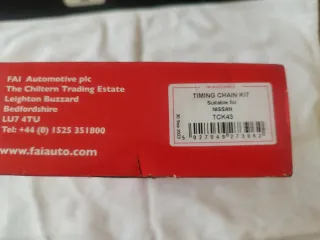 FAI Automotive plc
The Chiltern Trading Estate
Leighton Buzzard
Bedfordshire
LU7 4TU
Tel: +44 (0) 1525 351800
www.faiauto.com
TIMING CHAIN KIT
Suitable for
NISSAN
TCK43